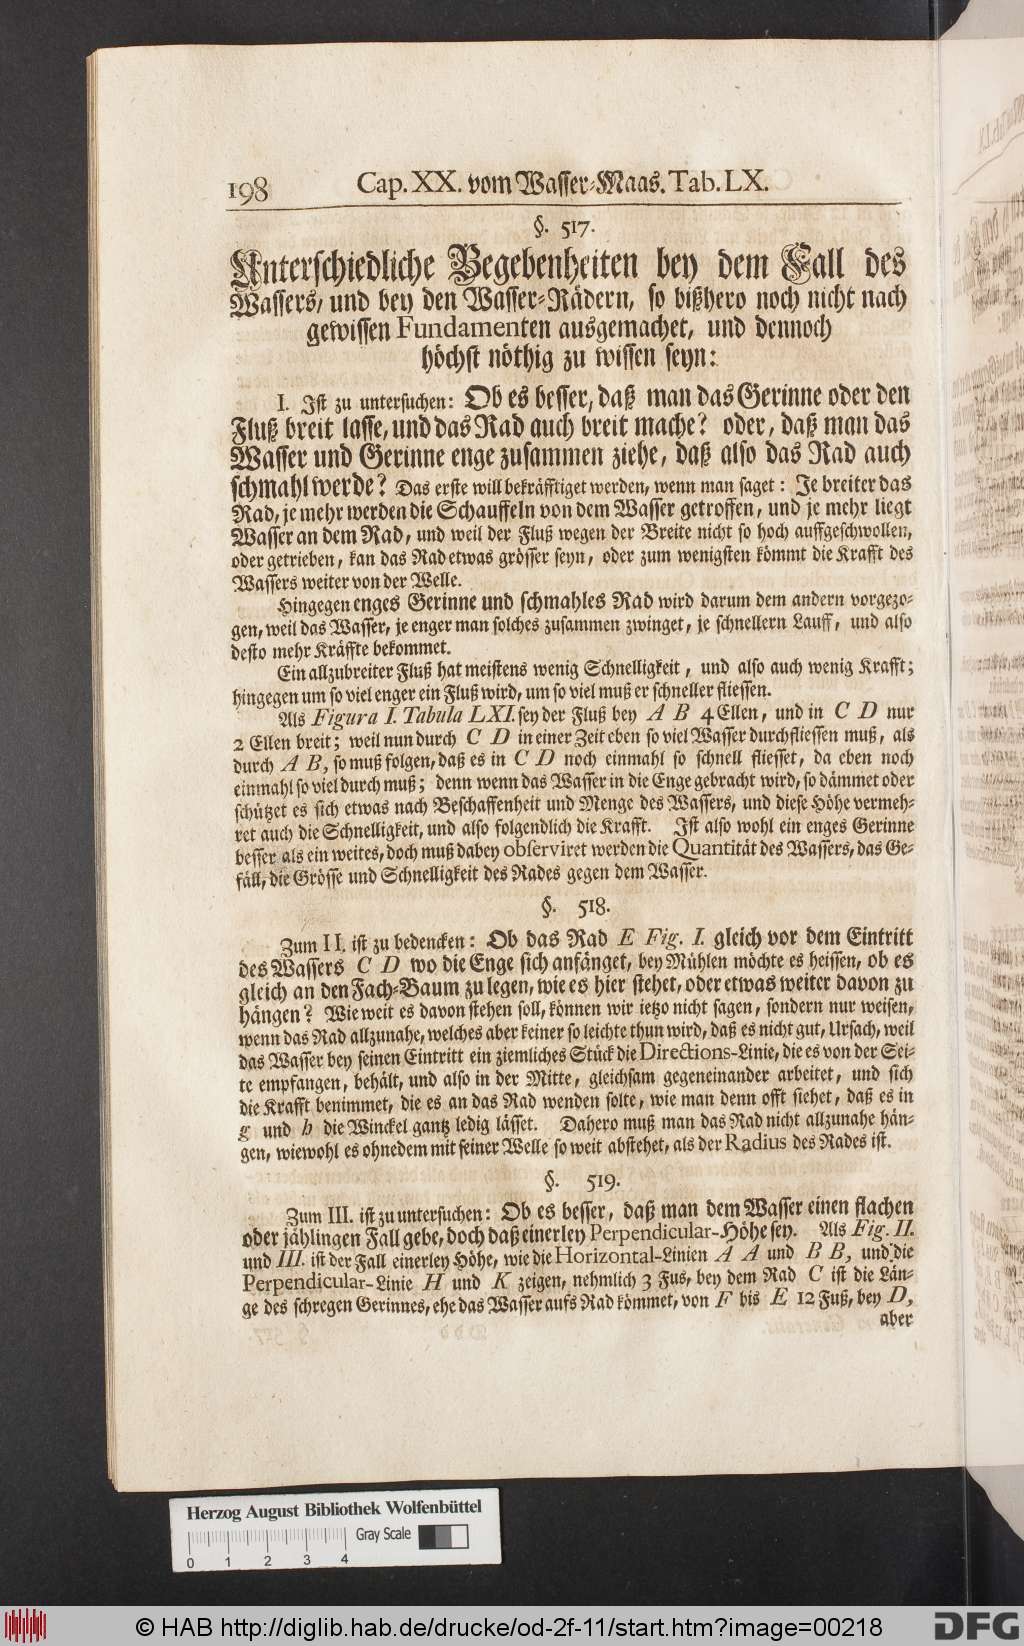 198 Cap. XX. vom Wasser-Maas. Tab. LX.
§. 517.
Unterschiedliche Begebenheiten bey dem Fall des
Wassers, und bey den Wasser-Rädern, so bißhero noch nicht nach
gewissen Fundamenten ausgemachet, und dennoch
höchst nöthig zu wissen seyn:
I. Ist zu untersuchen: Ob es besser, daß man das Gerinne oder den
Fluß breit lasse, und das Rad auch breit mache? oder, daß man das
Wasser und Gerinne enge zusammen ziehe, daß also das Rad auch
schmahl werde? Das erste will bekräfftiget werden, wenn man saget: Je breiter das
Rad, je mehr werden die Schauffeln von dem Wasser getroffen, und je mehr liegt
Wasser an dem Rad, und weil der Fluß wegen der Breite nicht so hoch auffgeschwollen,
oder getrieben, kan das Rad etwas grösser seyn, oder zum wenigsten kömmt die Krafft des
Wassers weiter von der Welle.
Hingegen enges Gerinne und schmahles Rad wird darum dem andern vorgezo-
gen, weil das Wasser, je enger man solches zusammen zwinget, je schnellern Lauff, und also
desto mehr Kräffte bekommet.
Ein allzubreiter Fluß hat meistens wenig Schnelligkeit, und also auch wenig Krafft;
hingegen um so viel enger ein Fluß wird, um so viel muß er schneller fliessen.
Als Figura I. Tabula LXI. sey der Fluß bey A B 4 Ellen, und in C D nur
2 Ellen breit; weil nun durch C D in einer Zeit eben so viel Wasser durchfliessen muß, als
durch A B, so muß folgen, daß es in C D noch einmahl so schnell fliesset, da eben noch
einmahl so viel durch muß; denn wenn das Wasser in die Enge gebracht wird, so dämmet oder
schützet es sich etwas nach Beschaffenheit und Menge des Wassers, und diese Höhe vermeh-
ret auch die Schnelligkeit, und also folgendlich die Krafft. Ist also wohl ein enges Gerinne
besser als ein weites, doch muß dabey observiret werden die Quantität des Wassers, das Ge-
fäll, die Grösse und Schnelligkeit des Rades gegen dem Wasser.
§. 518.
Zum II. ist zu bedencken: Ob das Rad E Fig. I. gleich vor dem Eintritt
des Wassers C D wo die Enge sich anfänget, bey Mühlen möchte es heissen, ob es
gleich an den Fach-Baum zu legen, wie es hier stehet, oder etwas weiter davon zu
hängen? Wie weit es davon stehen soll, können wir ietzo nicht sagen, sondern nur weisen,
wenn das Rad allzunahe, welches aber keiner so leichte thun wird, daß es nicht gut, Ursach, weil
das Wasser bey seinen Eintritt ein ziemliches Stück die Directions-Linie, die es von der Sei-
te empfangen, behält, und also in der Mitte, gleichsam gegeneinander arbeitet, und sich
die Krafft benimmet, die es an das Rad wenden solte, wie man denn offt siehet, daß es in
g und h die Winckel gantz ledig lässet. Dahero muß man das Rad nicht allzunahe hän-
gen, wiewohl es ohnedem mit seiner Welle so weit abstehet, als der Radius des Rades ist.
§. 519.
Zum III. ist zu untersuchen: Ob es besser, daß man dem Wasser einen flachen
oder jählingen Fall gebe, doch daß einerley Perpendicular-Höhe sey. Als Fig. II.
und III. ist der Fall einerley Höhe, wie die Horizontal-Linien A A und B B, und die
Perpendicular-Linie H und K zeigen, nehmlich 3 Fus, bey dem Rad C ist die Län-
ge des schregen Gerinnes, ehe das Wasser aufs Rad kömmet, von F bis E 12 Fuß, bey D,
aber
Herzog August Bibliothek Wolfenbüttel
0 1 2 3 4 Gray Scale
© HAB http://diglib.hab.de/drucke/od-2f-11/start.htm?image=00218
DFG